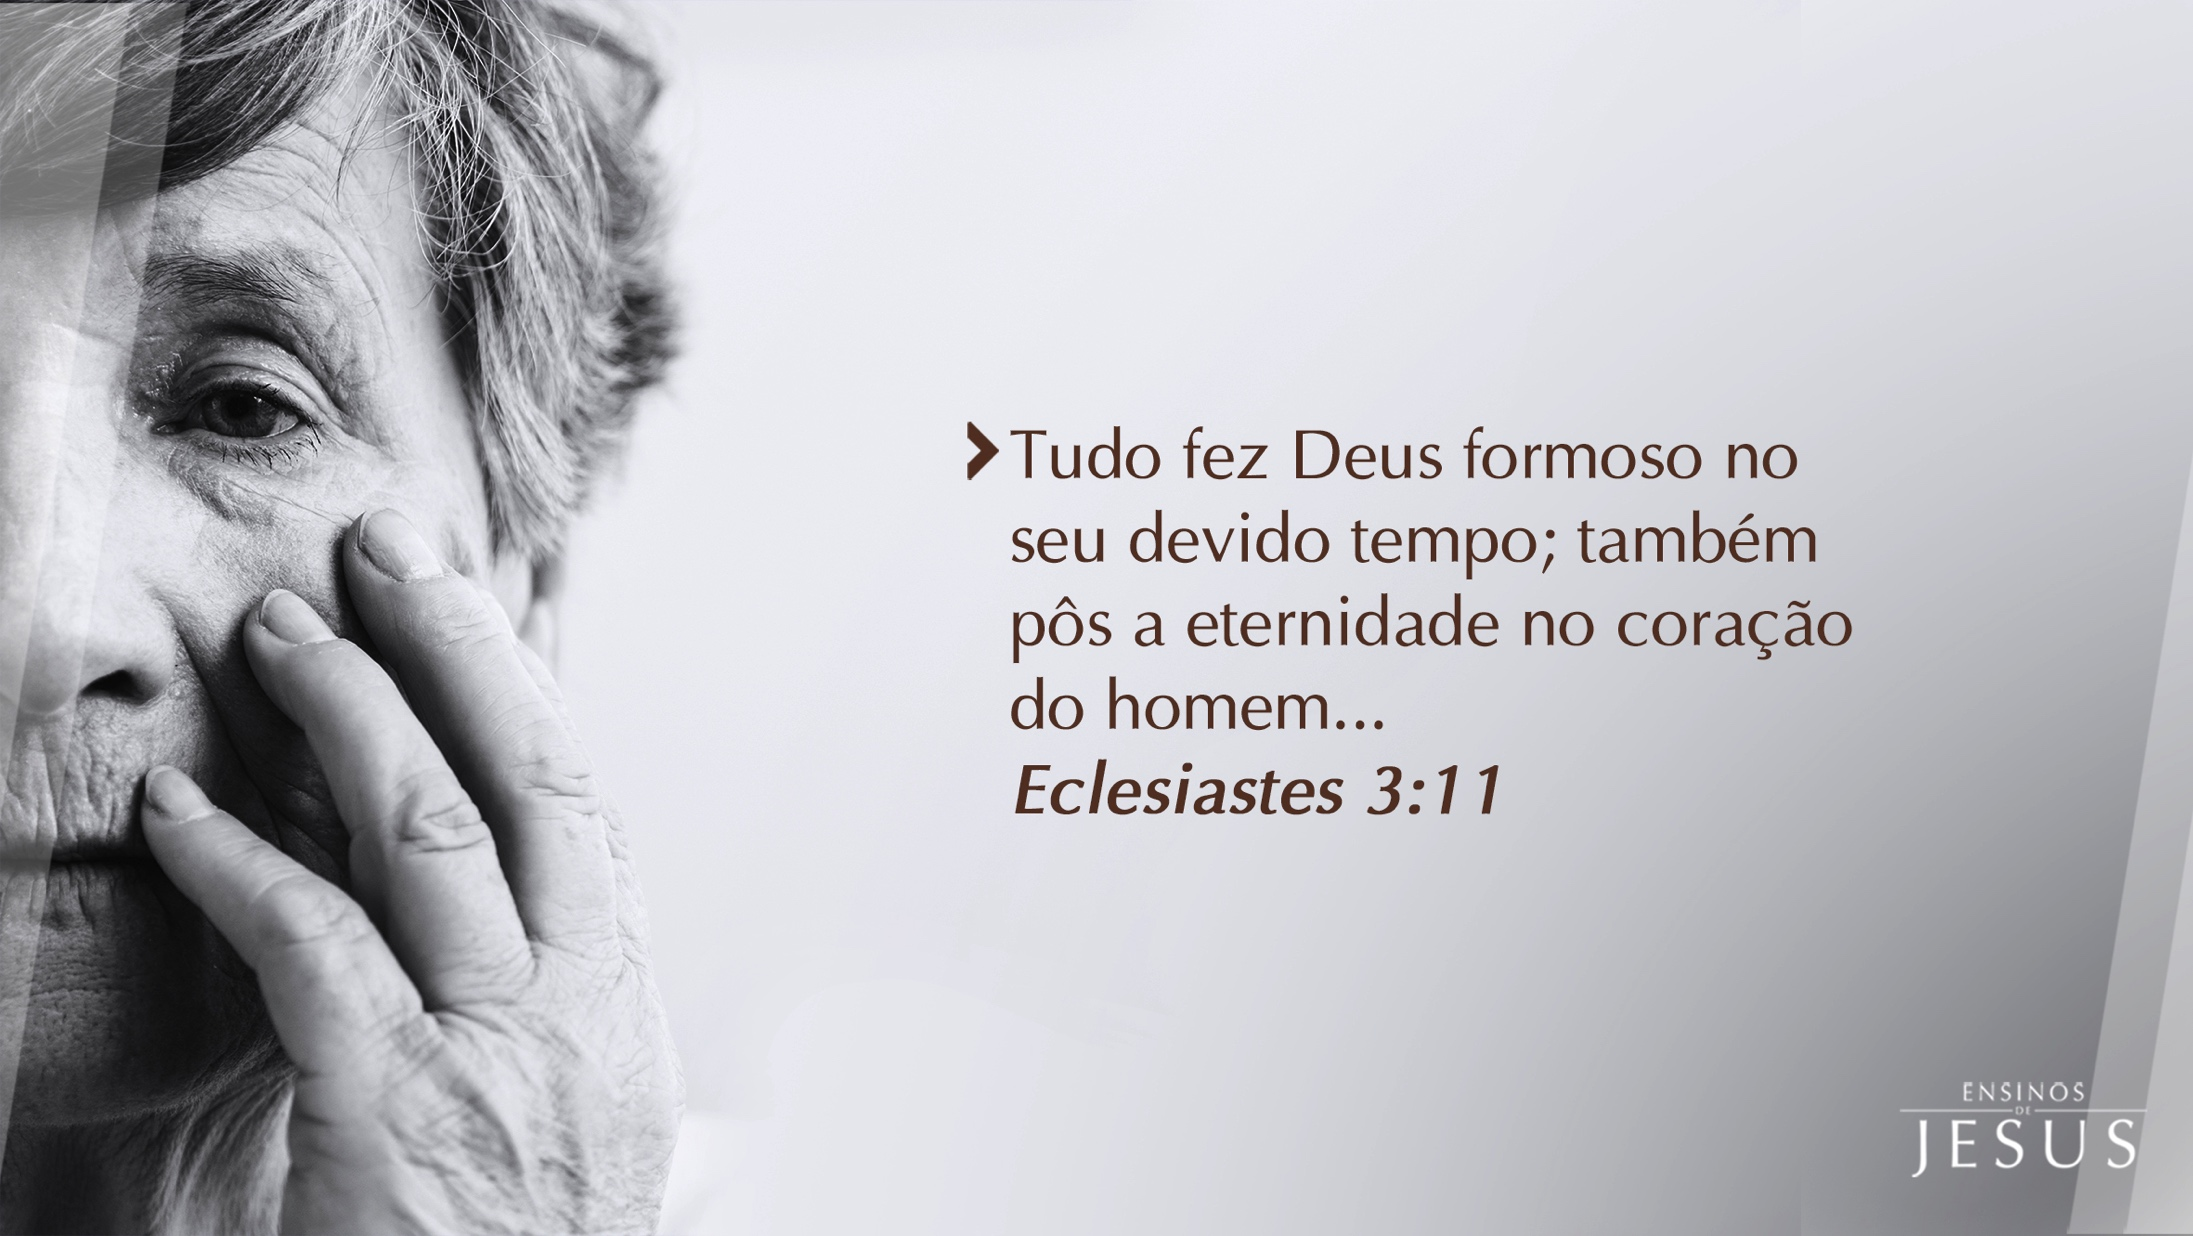 Tudo fez Deus formoso no
seu devido tempo; também
pôs a eternidade no coração
do homem...
Eclesiastes 3:11
ENSINOS
DE
JESUS